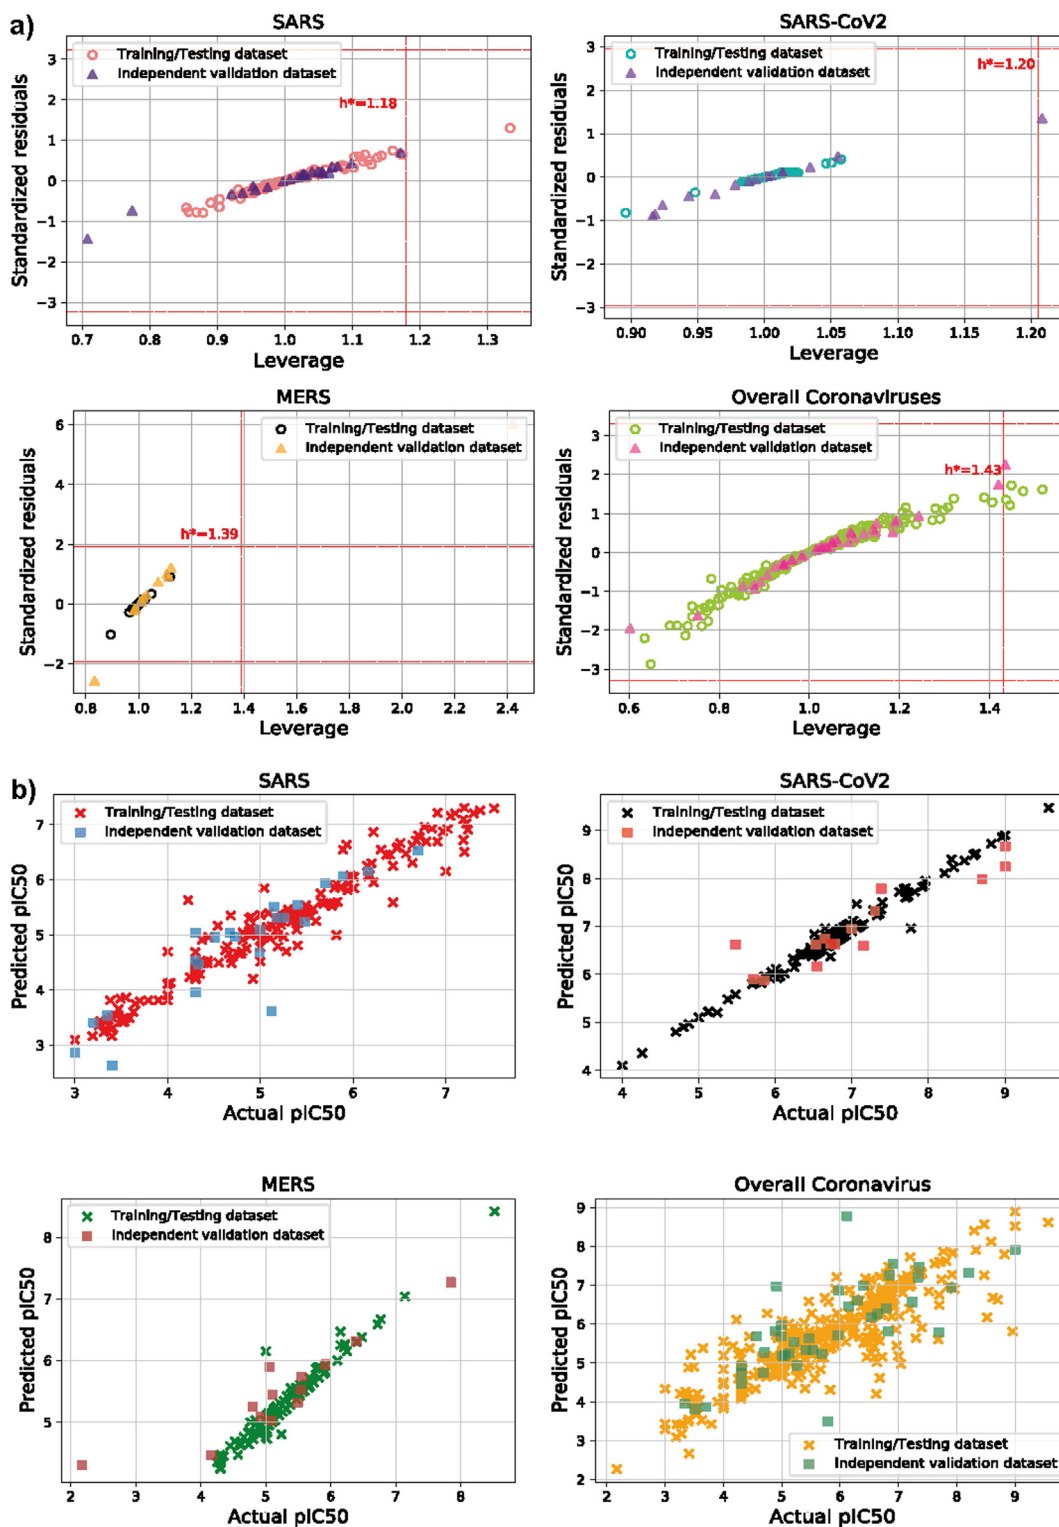 a)
SARS
Training/Testing dataset
Independent validation dataset
h*=1.18
Standardized residuals
3
2
1
0
−1
−2
−3
0.7 0.8 0.9 1.0 1.1 1.2 1.3
Leverage
SARS-CoV2
Training/Testing dataset
Independent validation dataset
h*=1.20
Standardized residuals
3
2
1
0
−1
−2
−3
0.90 0.95 1.00 1.05 1.10 1.15 1.20
Leverage
MERS
Training/Testing dataset
Independent validation dataset
h*=1.39
Standardized residuals
6
4
2
0
−2
0.8 1.0 1.2 1.4 1.6 1.8 2.0 2.2 2.4
Leverage
Overall Coronaviruses
Training/Testing dataset
Independent validation dataset
h*=1.43
Standardized residuals
3
2
1
0
−1
−2
−3
0.6 0.8 1.0 1.2 1.4
Leverage
b)
SARS
Training/Testing dataset
Independent validation dataset
Predicted pIC50
7
6
5
4
3
3 4 5 6 7
Actual pIC50
SARS-CoV2
Training/Testing dataset
Independent validation dataset
Predicted pIC50
9
8
7
6
5
4
4 5 6 7 8 9
Actual pIC50
MERS
Training/Testing dataset
Independent validation dataset
Predicted pIC50
8
7
6
5
2 3 4 5 6 7 8
Actual pIC50
Overall Coronavirus
Training/Testing dataset
Independent validation dataset
Predicted pIC50
9
8
7
6
5
4
3
2
2 3 4 5 6 7 8 9
Actual pIC50